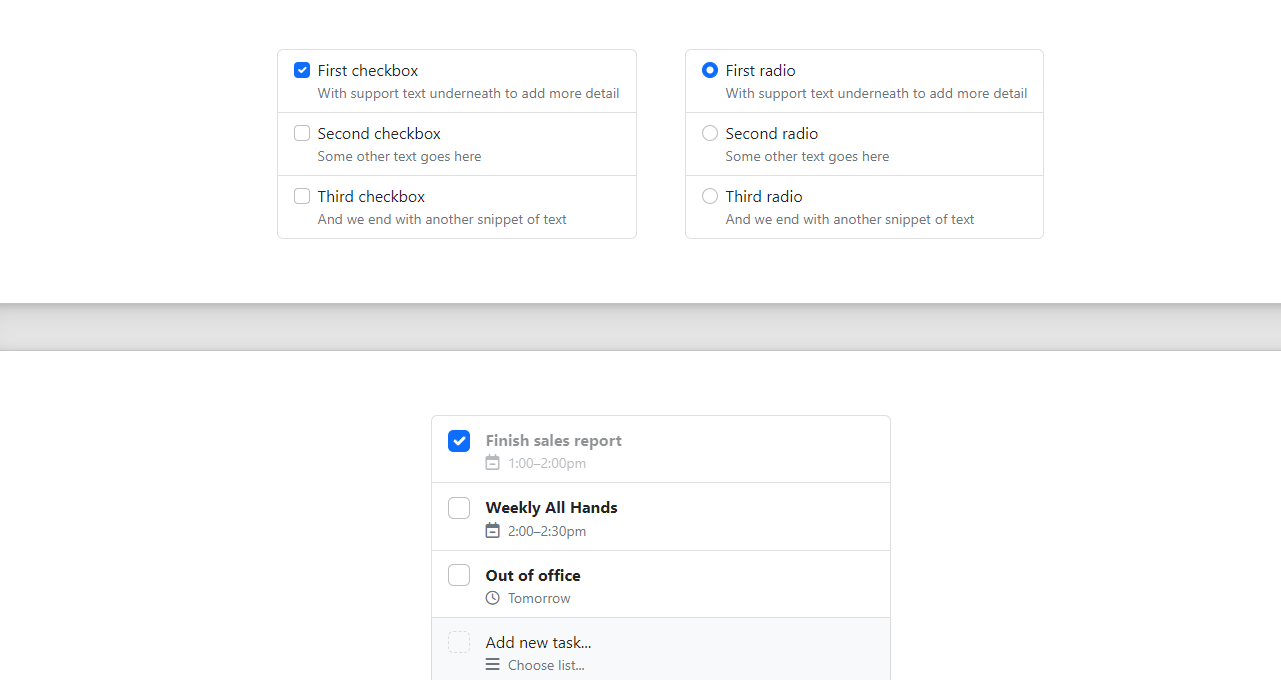 First checkbox
With support text underneath to add more detail
Second checkbox
Some other text goes here
Third checkbox
And we end with another snippet of text
First radio
With support text underneath to add more detail
Second radio
Some other text goes here
Third radio
And we end with another snippet of text
Finish sales report
1:00–2:00pm
Weekly All Hands
2:00–2:30pm
Out of office
Tomorrow
Add new task...
Choose list...